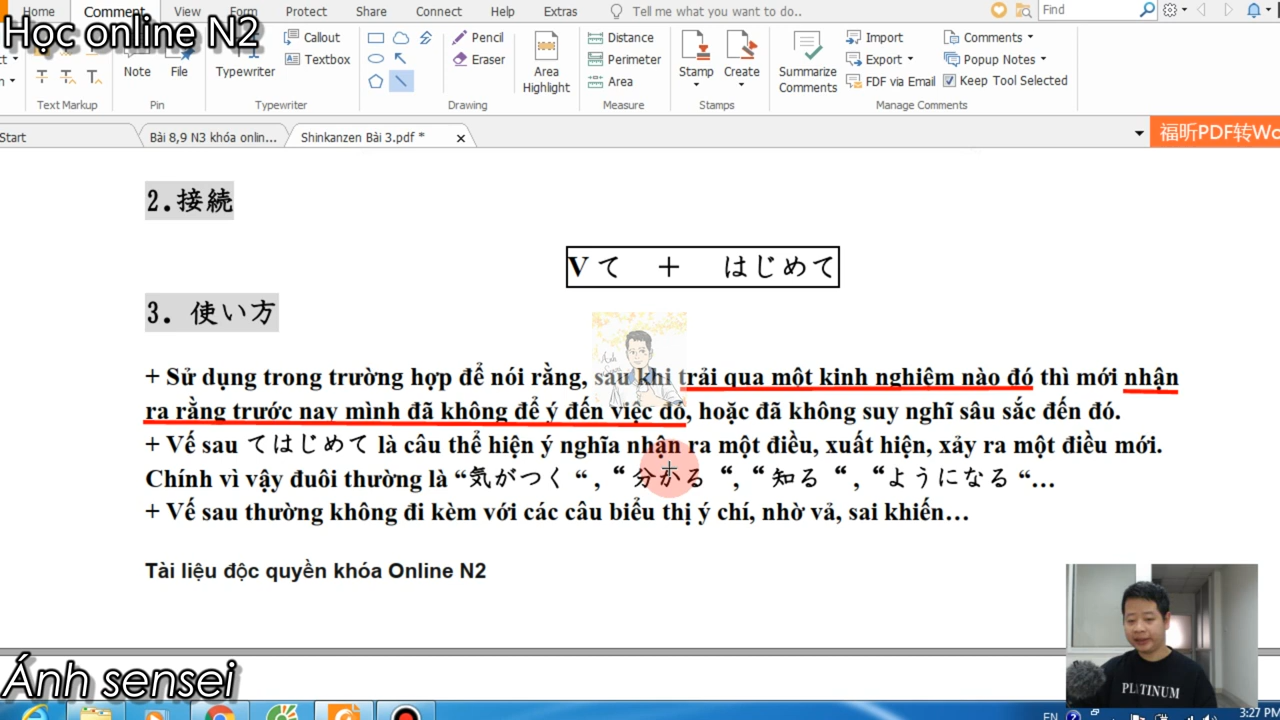 Home Comment View Form Protect Share Connect Help Extras Tell me what you want to do.. Find
Học online N2
Callout
Textbox
Note File Typewriter
Pencil
Eraser
Area Highlight
Distance
Perimeter
Area
Stamp Create
Summarize Comments
Import
Export
FDF via Email
Comments
Popup Notes
Keep Tool Selected
Text Markup Pin Typewriter Drawing Measure Stamps Manage Comments
Start Bài 8,9 N3 khóa onlin... Shinkanzen Bài 3.pdf * 福昕PDF转Wo
2.接続
Vて ＋ はじめて
3. 使い方
+ Sử dụng trong trường hợp để nói rằng, sau khi trải qua một kinh nghiệm nào đó thì mới nhận
ra rằng trước nay mình đã không để ý đến việc đó, hoặc đã không suy nghĩ sâu sắc đến đó.
+ Vế sau てはじめて là câu thể hiện ý nghĩa nhận ra một điều, xuất hiện, xảy ra một điều mới.
Chính vì vậy đuôi thường là “気がつく “ , “ 分かる “, “ 知る “ , “ようになる “…
+ Vế sau thường không đi kèm với các câu biểu thị ý chí, nhờ vả, sai khiến…
Tài liệu độc quyền khóa Online N2
PLATINUM
Ánh sensei
EN 3:27 PM